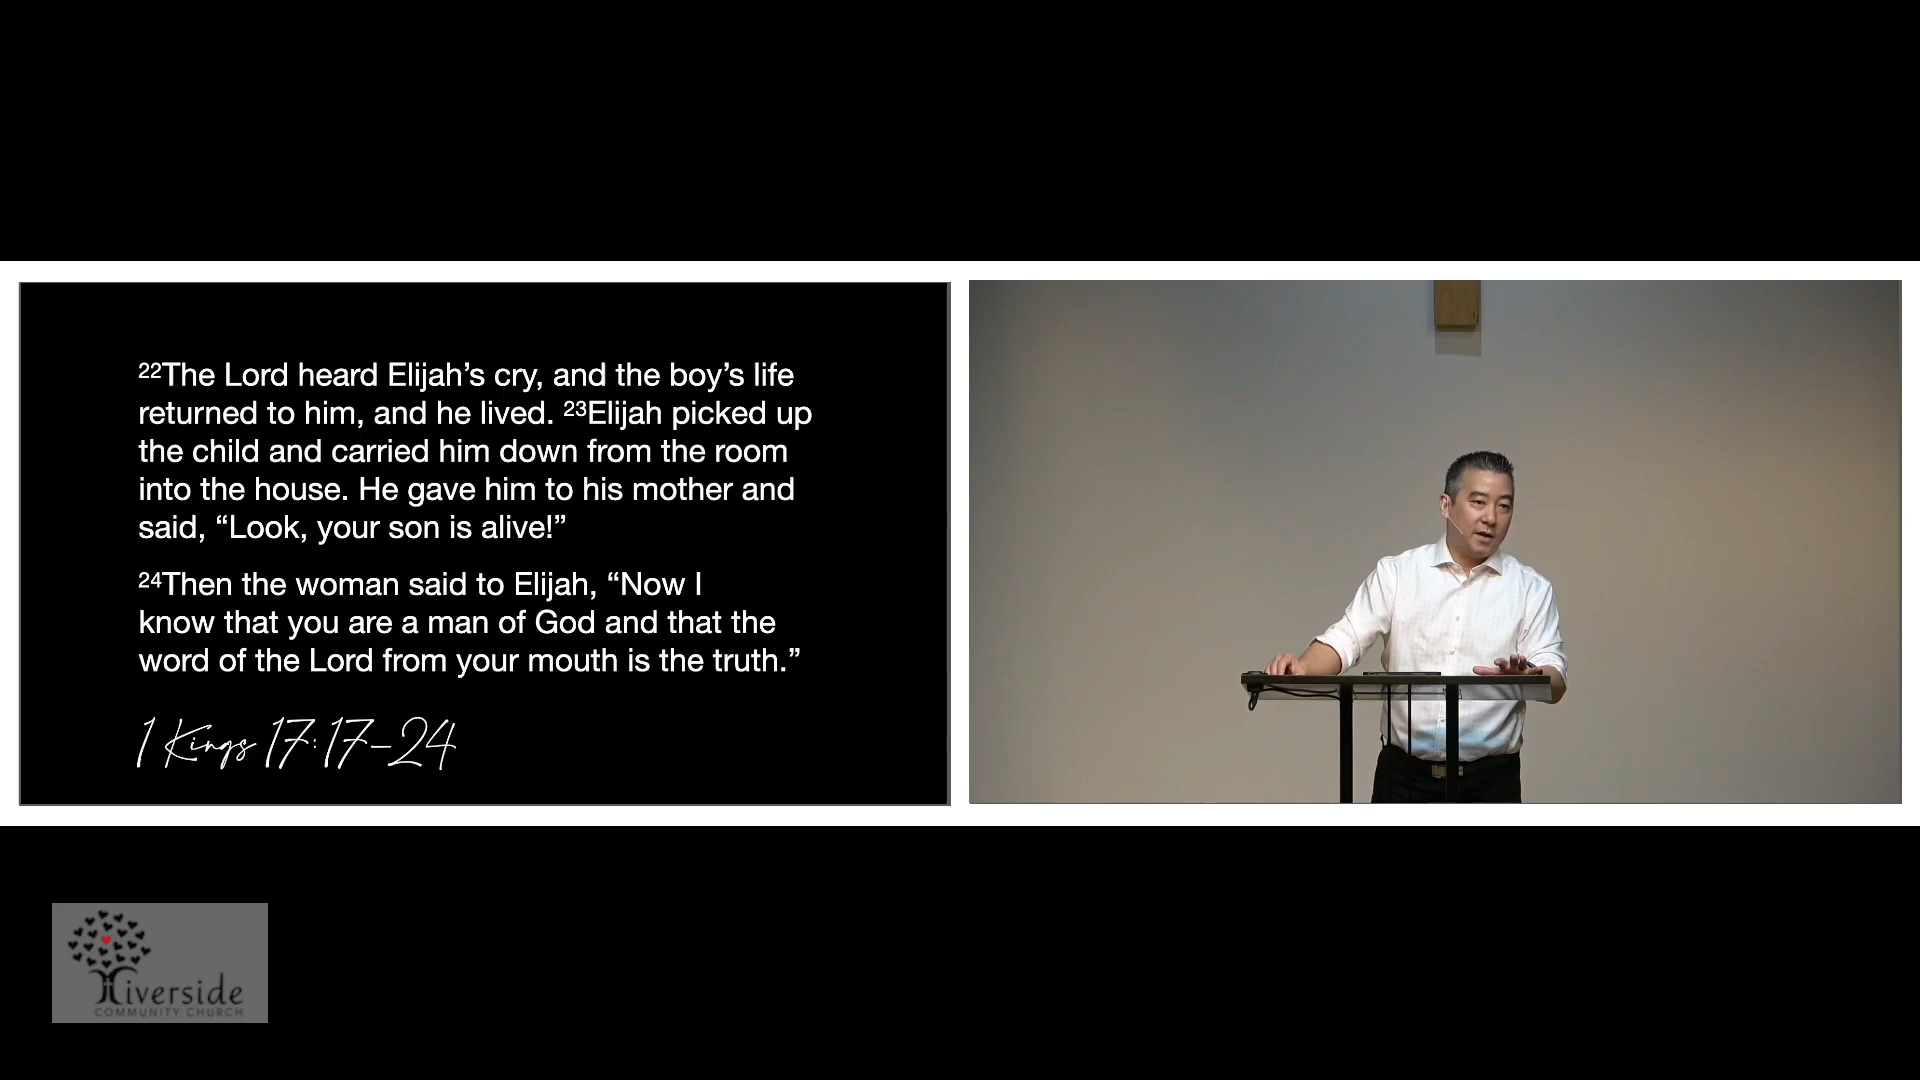 ²²The Lord heard Elijah’s cry, and the boy’s life
returned to him, and he lived. ²³Elijah picked up
the child and carried him down from the room
into the house. He gave him to his mother and
said, “Look, your son is alive!”
²⁴Then the woman said to Elijah, “Now I
know that you are a man of God and that the
word of the Lord from your mouth is the truth.”
1 Kings 17:17–24
Riverside
COMMUNITY CHURCH